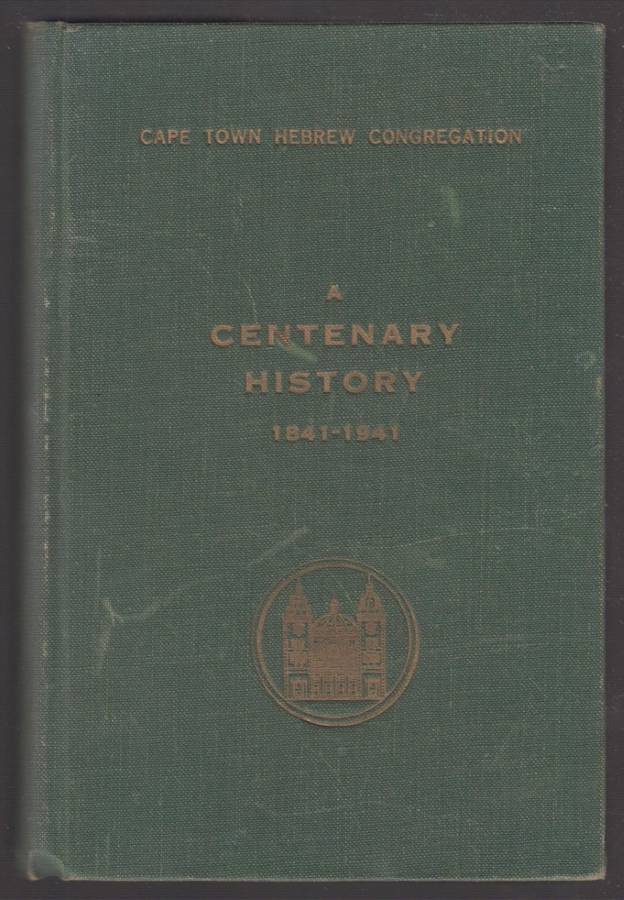 CAPE TOWN HEBREW CONGREGATION
A
CENTENARY
HISTORY
1841-1941